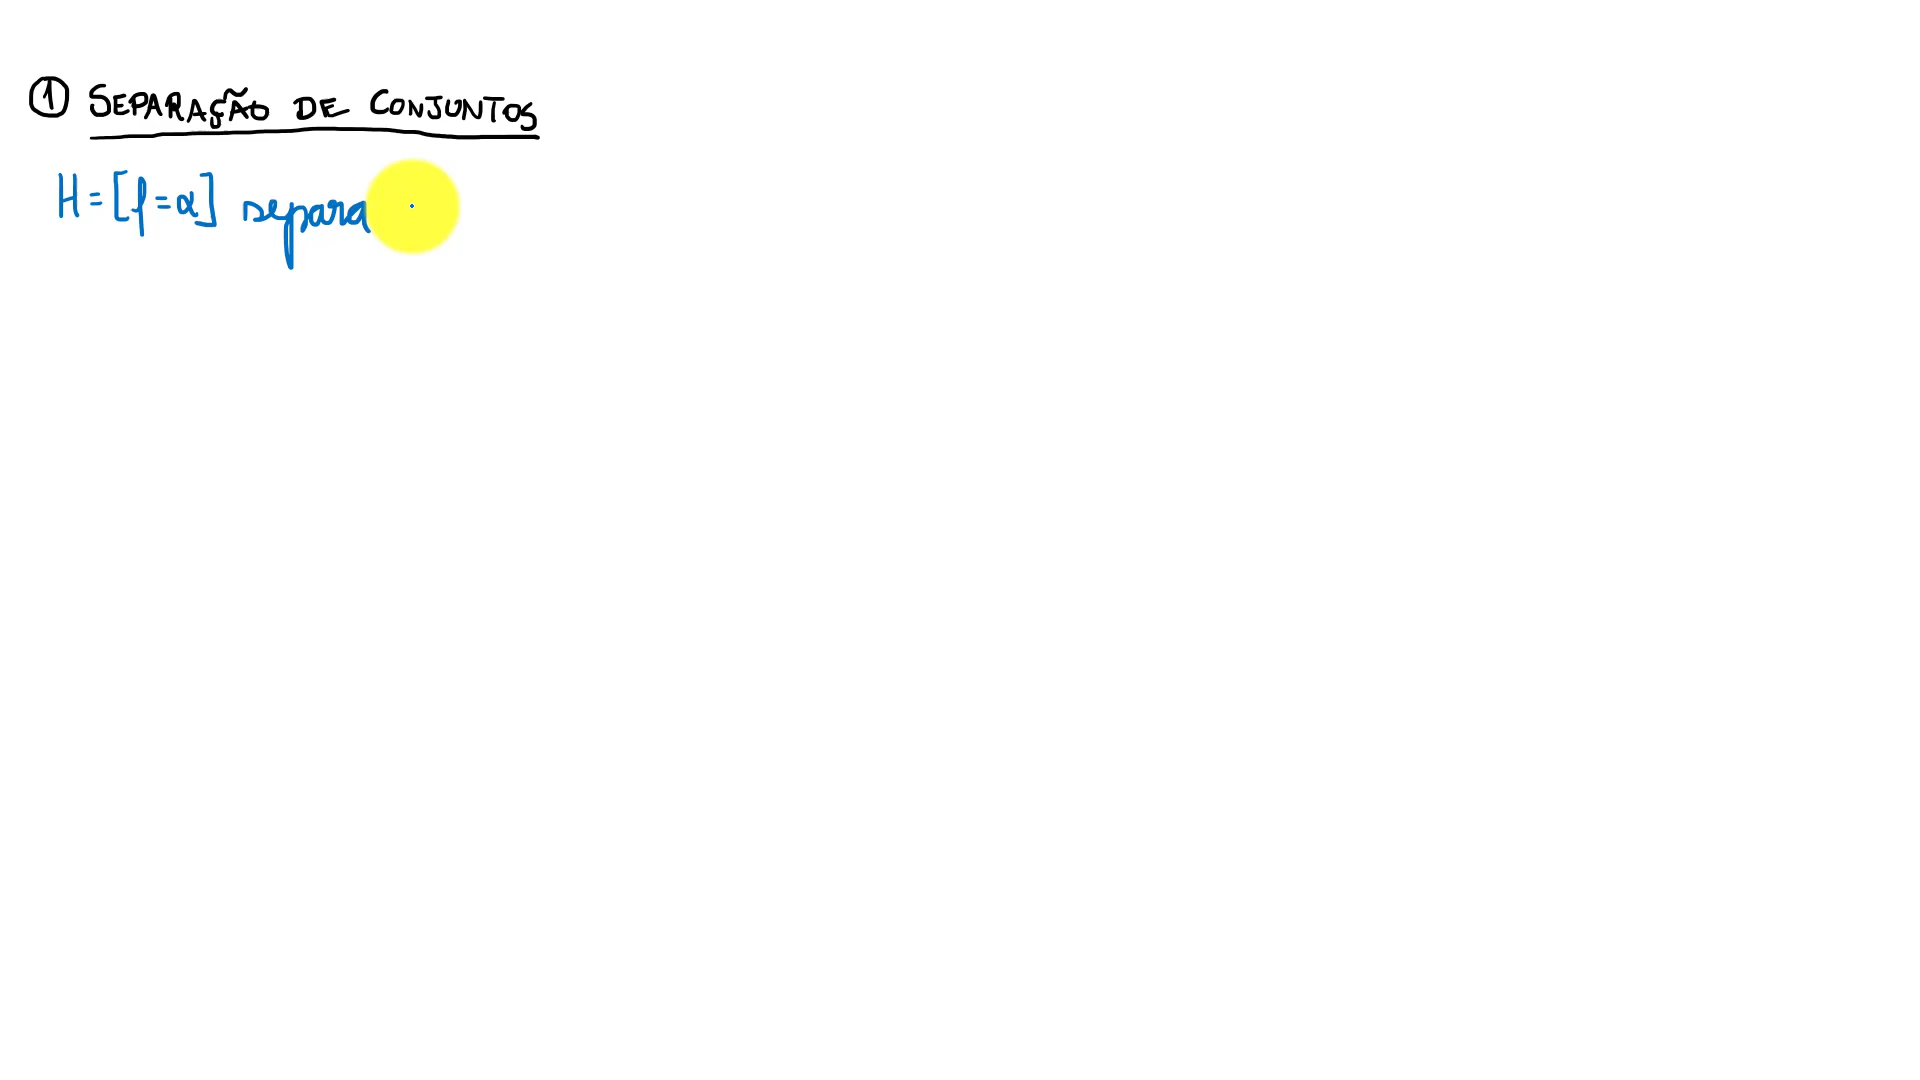 ① SEPARAÇÃO DE CONJUNTOS
H = [f = α] separa